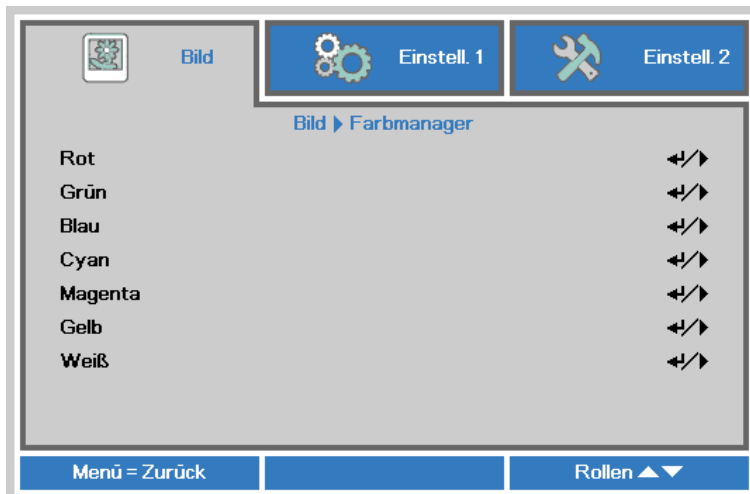 Bild
Einstell. 1
Einstell. 2
Bild ▶ Farbmanager
Rot
Grün
Blau
Cyan
Magenta
Gelb
Weiß
Menü = Zurück
Rollen ▲▼